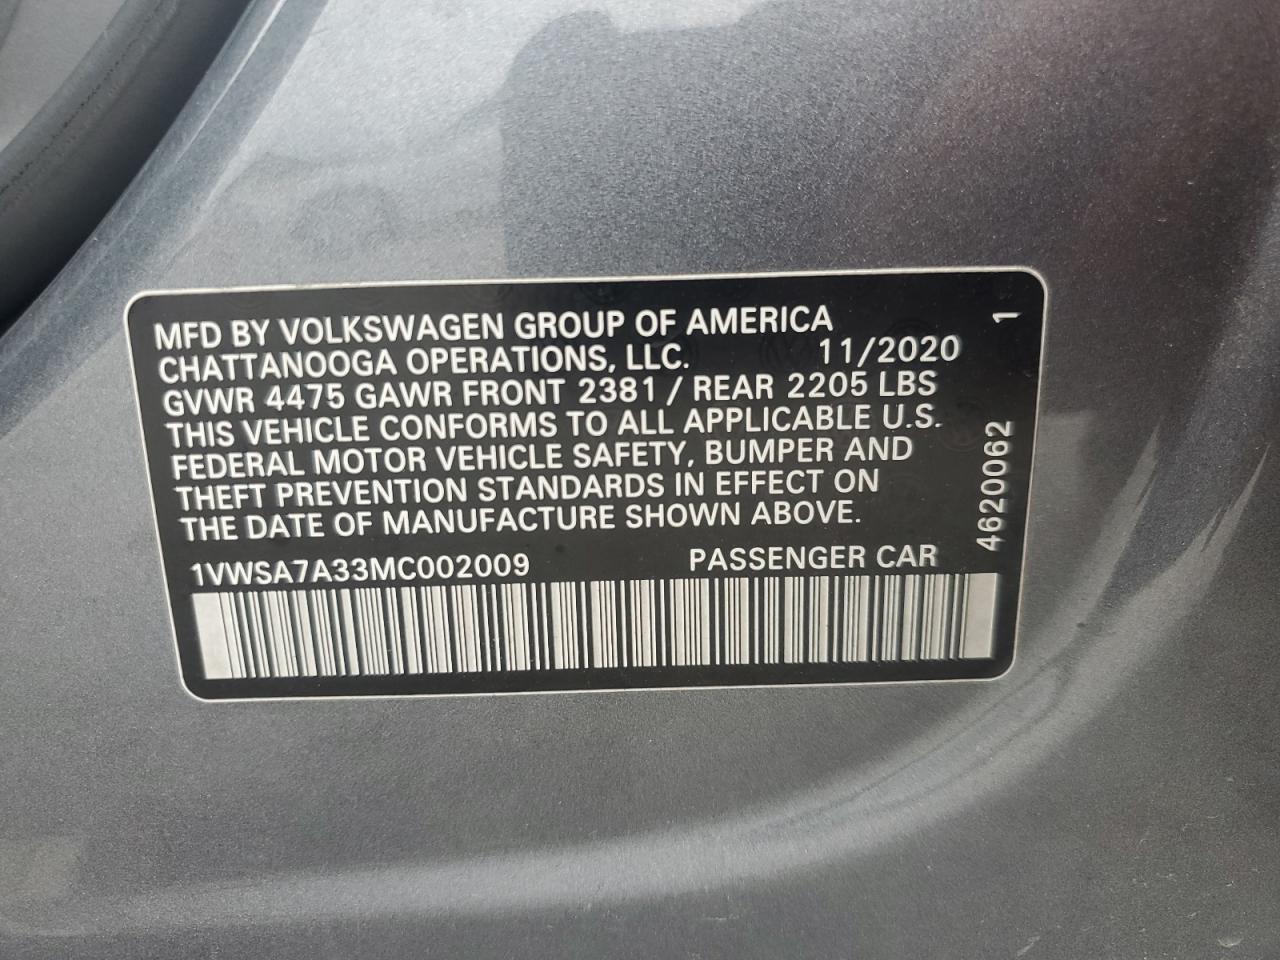 MFD BY VOLKSWAGEN GROUP OF AMERICA
CHATTANOOGA OPERATIONS, LLC. 11/2020
GVWR 4475 GAWR FRONT 2381 / REAR 2205 LBS
THIS VEHICLE CONFORMS TO ALL APPLICABLE U.S.
FEDERAL MOTOR VEHICLE SAFETY, BUMPER AND
THEFT PREVENTION STANDARDS IN EFFECT ON
THE DATE OF MANUFACTURE SHOWN ABOVE.
1VWSA7A33MC002009 PASSENGER CAR
4620062 1